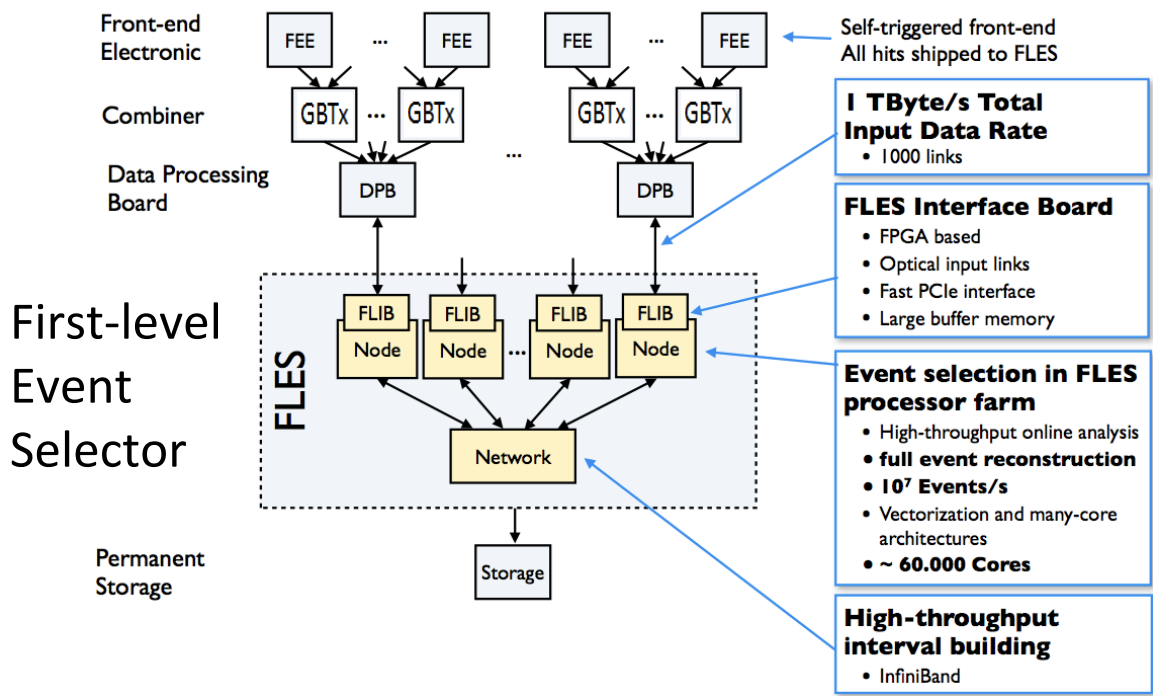 Front-end
Electronic
FEE
...
FEE
FEE
...
FEE
Self-triggered front-end
All hits shipped to FLES
Combiner
GBTx
...
GBTx
GBTx
...
GBTx
...
Data Processing
Board
DPB
DPB
1 TByte/s Total
Input Data Rate
• 1000 links
FLES Interface Board
• FPGA based
• Optical input links
• Fast PCIe interface
• Large buffer memory
First-level
Event
Selector
FLES
FLIB
FLIB
FLIB
FLIB
Node
Node
...
Node
Node
Network
Event selection in FLES
processor farm
• High-throughput online analysis
• full event reconstruction
• 10⁷ Events/s
• Vectorization and many-core
architectures
• ~ 60.000 Cores
Permanent
Storage
Storage
High-throughput
interval building
• InfiniBand